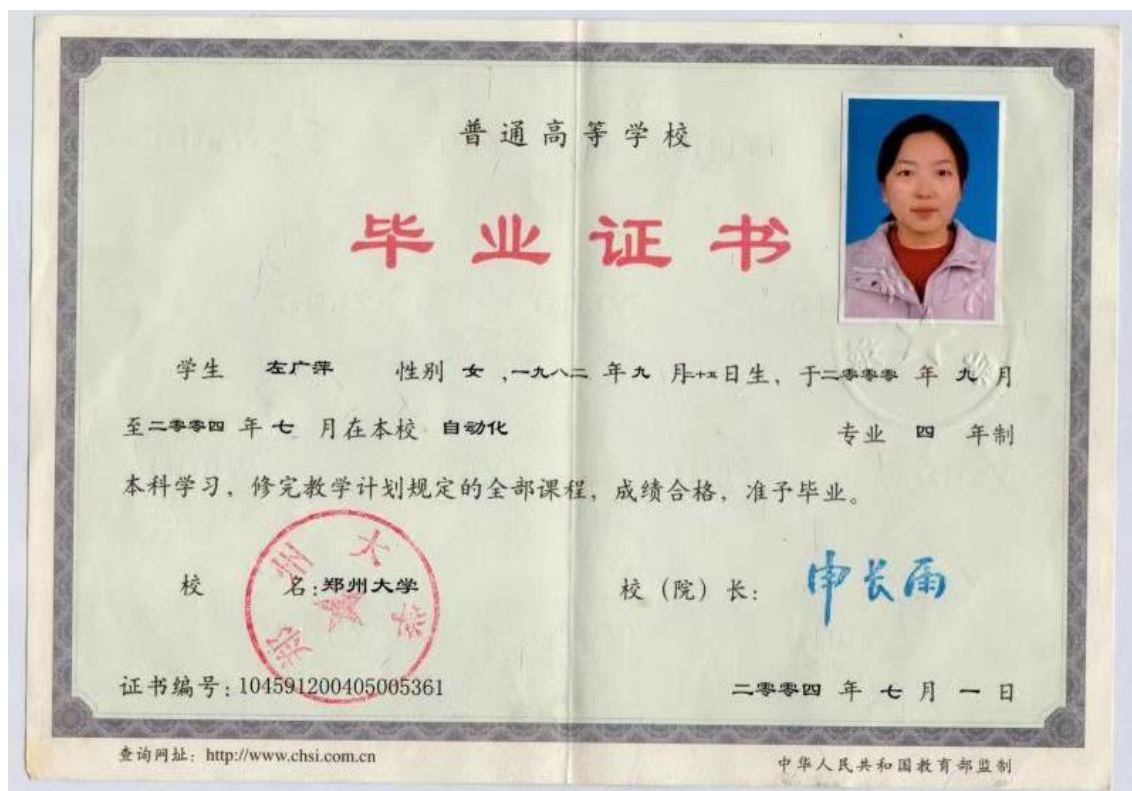 普通高等学校
毕业证书
学生 左广萍 性别 女 ,一九八二 年 九 月 十五 日生, 于二零零零 年 九 月
至二零零四 年 七 月在本校 自动化 专业 四 年制
本科学习, 修完教学计划规定的全部课程, 成绩合格, 准予毕业。
校 名:郑州大学 校 (院) 长: 申长雨
郑州大学
证书编号: 104591200405005361 二零零四 年 七 月 一 日
查询网址: http://www.chsi.com.cn 中华人民共和国教育部监制